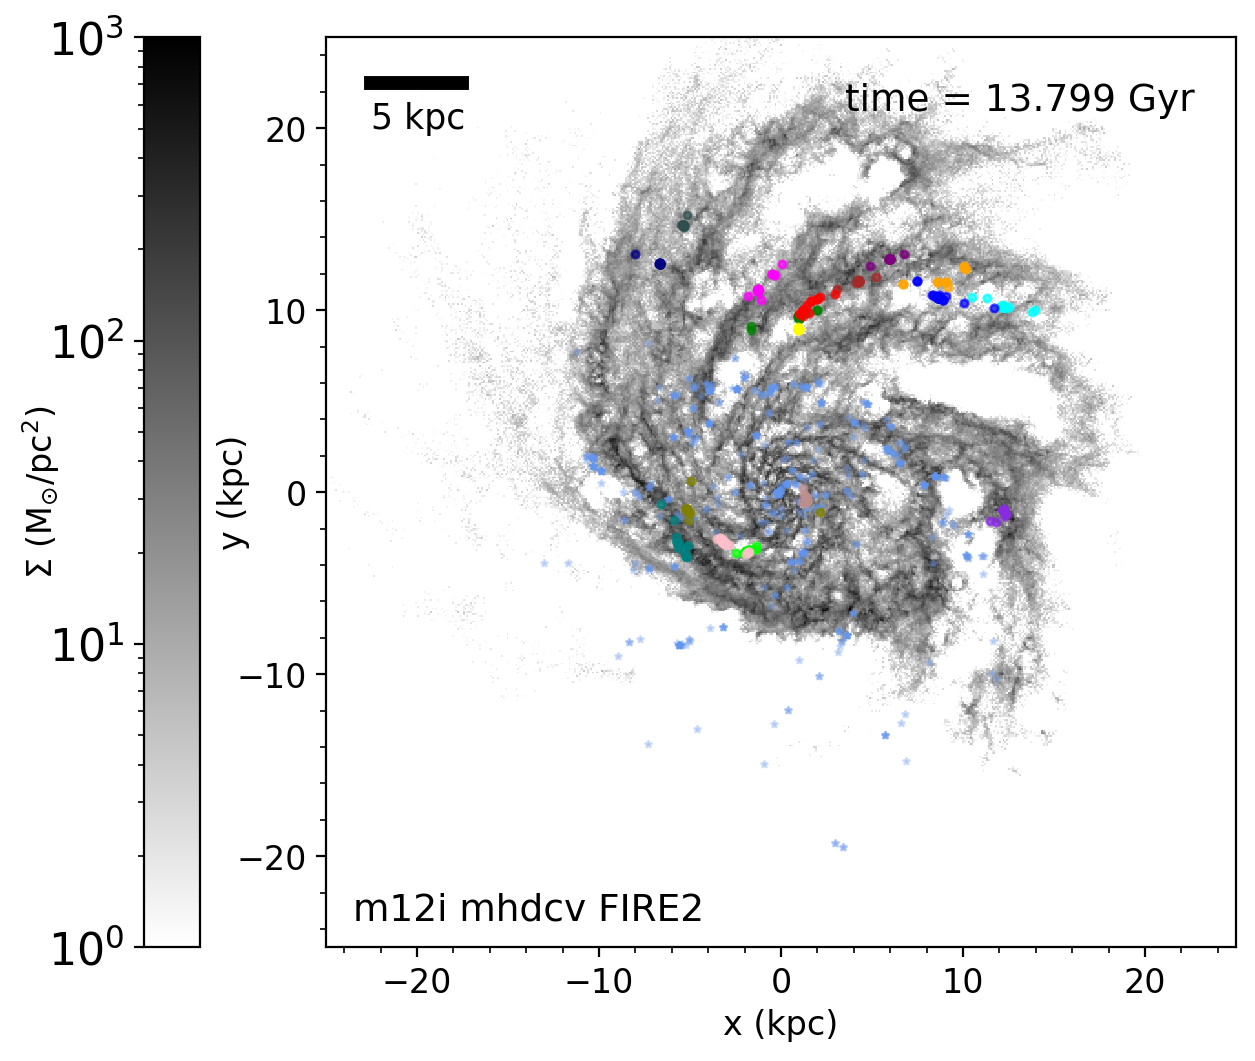 10³
10²
10¹
10⁰
Σ (M⊙/pc²)
20
10
0
−10
−20
y (kpc)
5 kpc
time = 13.799 Gyr
m12i mhdcv FIRE2
−20
−10
0
10
20
x (kpc)